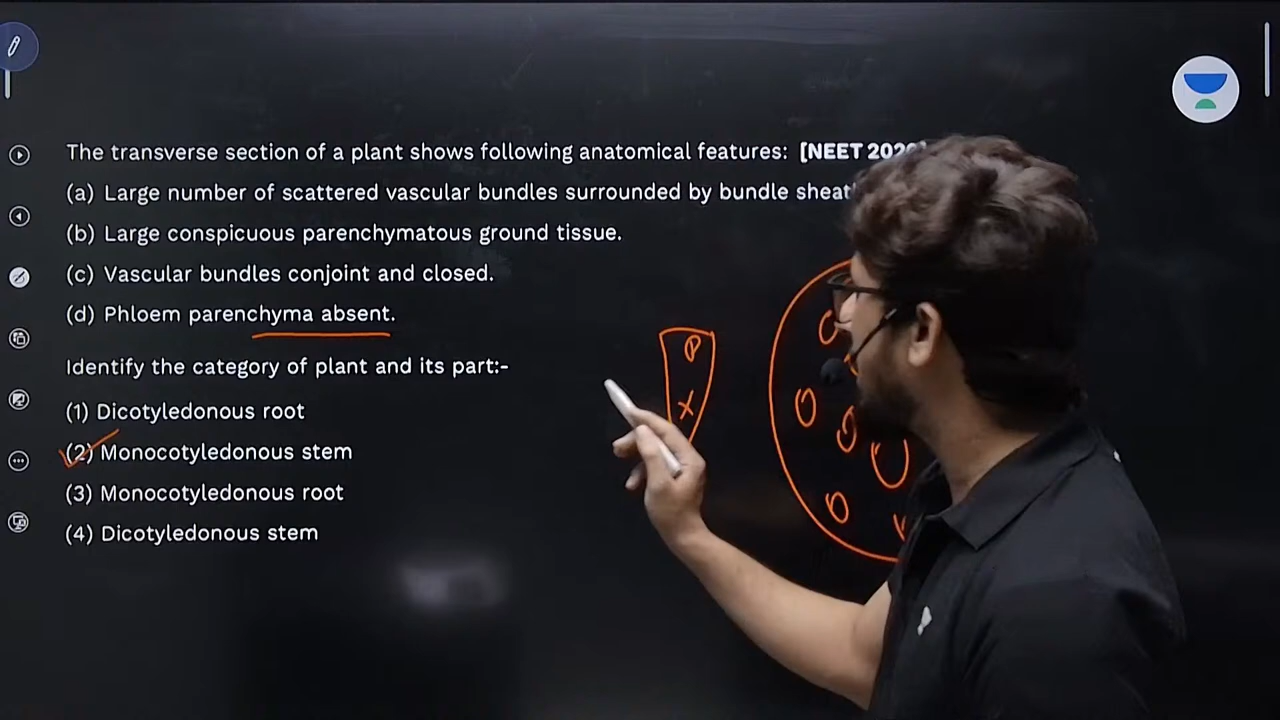 The transverse section of a plant shows following anatomical features: [NEET 2020]
(a) Large number of scattered vascular bundles surrounded by bundle
(b) Large conspicuous parenchymatous ground tissue.
(c) Vascular bundles conjoint and closed.
(d) Phloem parenchyma absent.
Identify the category of plant and its part:-
(1) Dicotyledonous root
(2) Monocotyledonous stem
(3) Monocotyledonous root
(4) Dicotyledonous stem
P
X